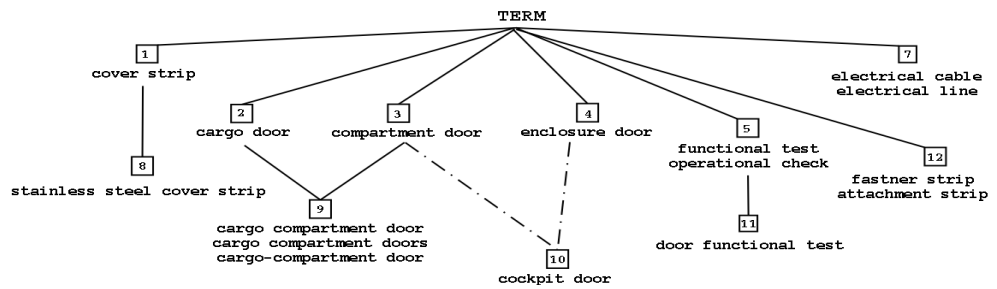 TERM
1
cover strip
7
electrical cable
electrical line
2
cargo door
3
compartment door
4
enclosure door
5
functional test
operational check
12
fastner strip
attachment strip
8
stainless steel cover strip
9
cargo compartment door
cargo compartment doors
cargo-compartment door
11
door functional test
10
cockpit door